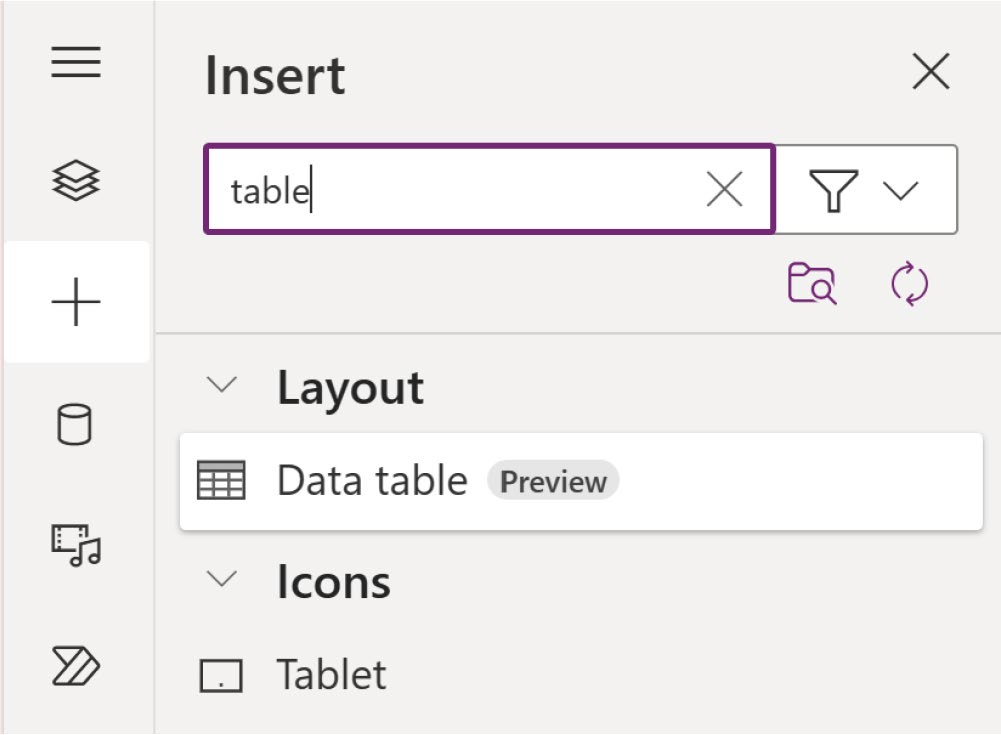 Insert
table
Layout
Data table Preview
Icons
Tablet